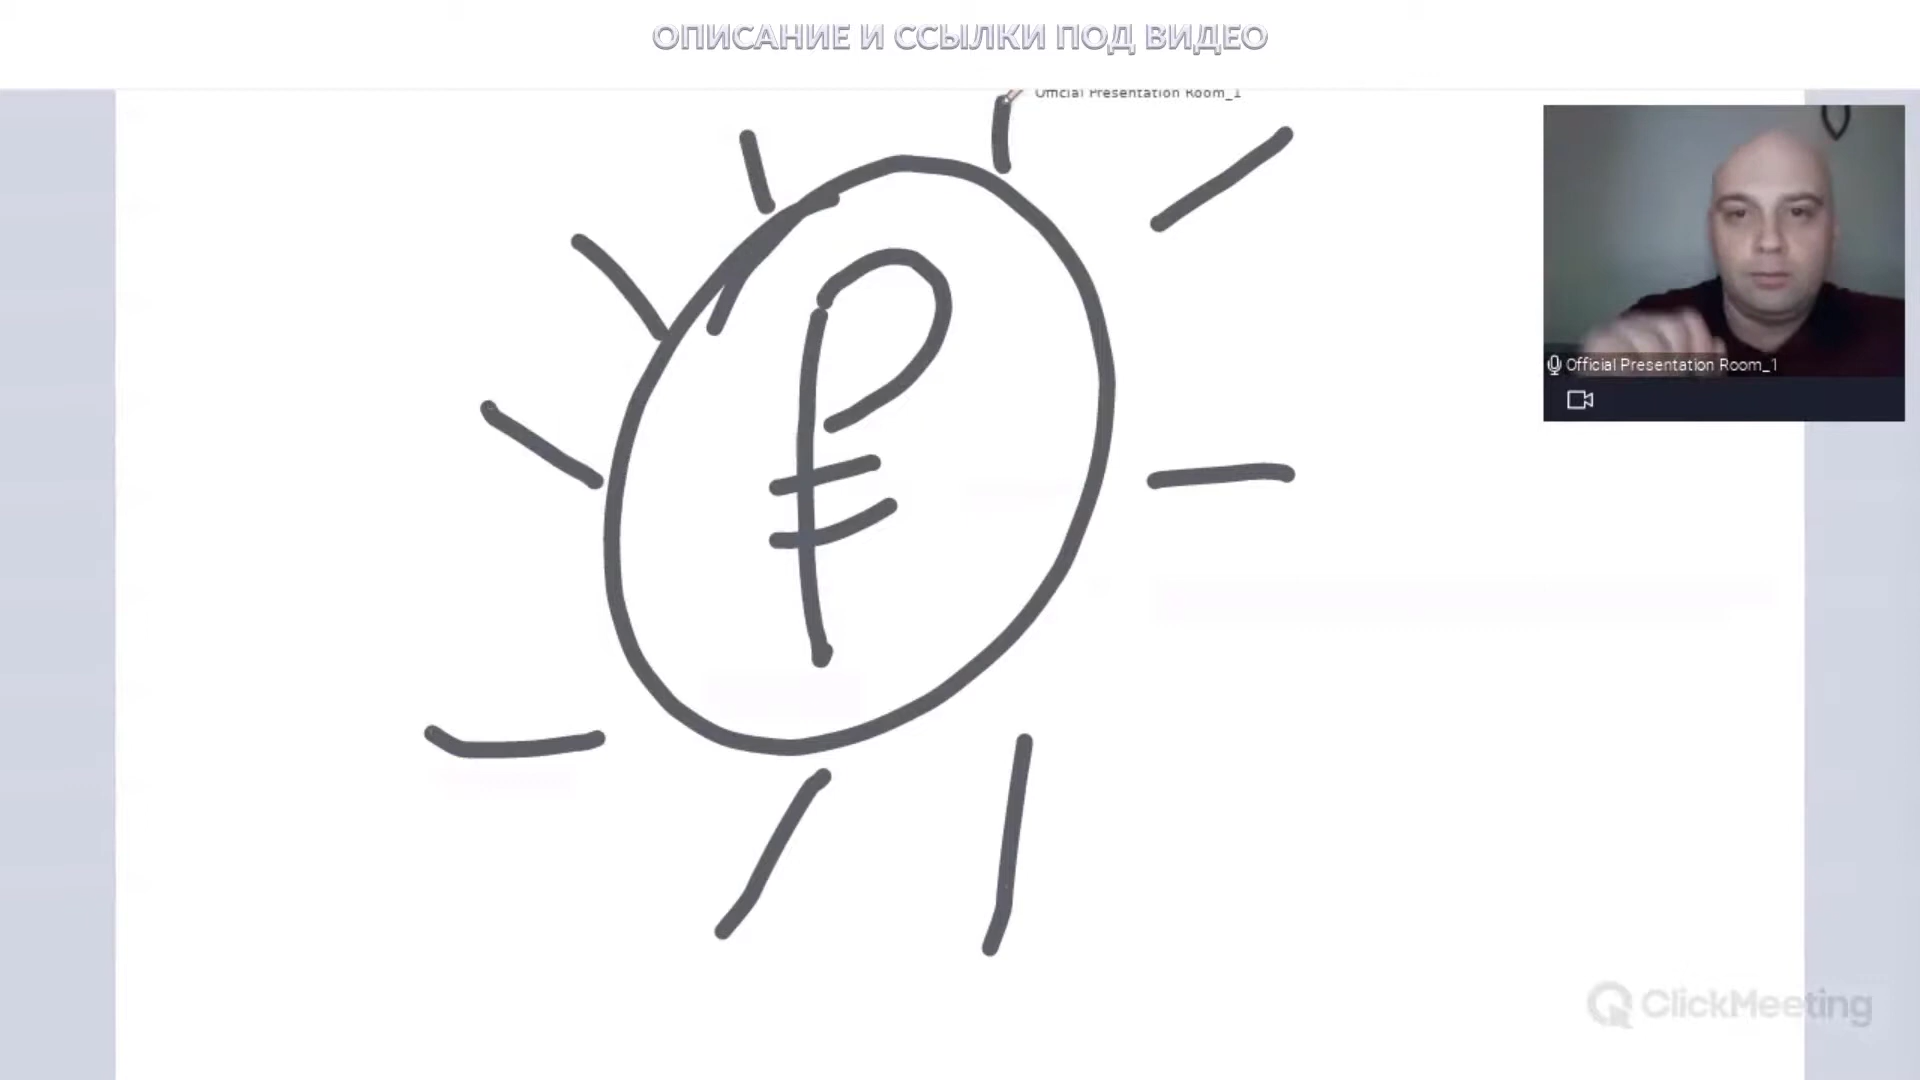 ОПИСАНИЕ И ССЫЛКИ ПОД ВИДЕО
Official Presentation Room_1
Official Presentation Room_1
₽
ClickMeeting